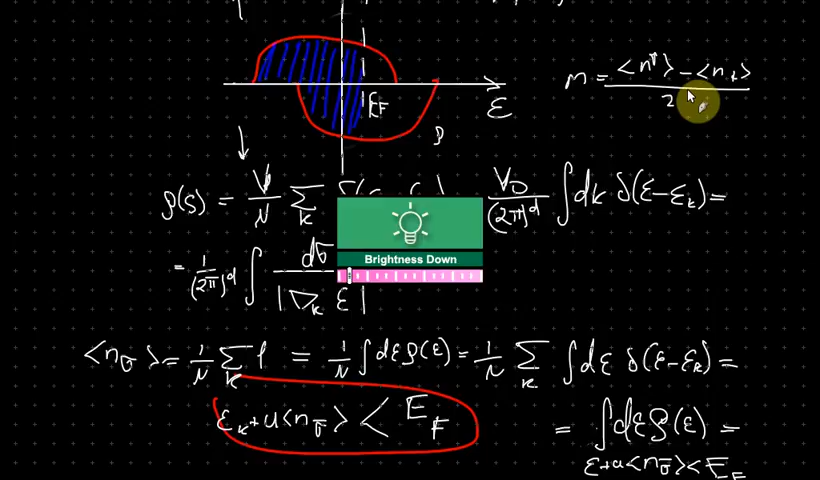 E_F ε
m = (<n↑> - <n↓>) / 2
ρ
ρ(ε) = V/N Σ_k V_0/(2π)^d ∫dk δ(ε-ε_k) =
Brightness Down
= 1/(2π)^d ∫ dσ / |∇_k ε|
<n_σ> = 1/N Σ_k 1 = 1/N ∫dε ρ(ε) = 1/N Σ_k ∫dε δ(ε-ε_k) =
ε_k + u<n_σ̄> < E_F
= ∫dε ρ(ε) =
ε+u<n_σ̄> < E_F